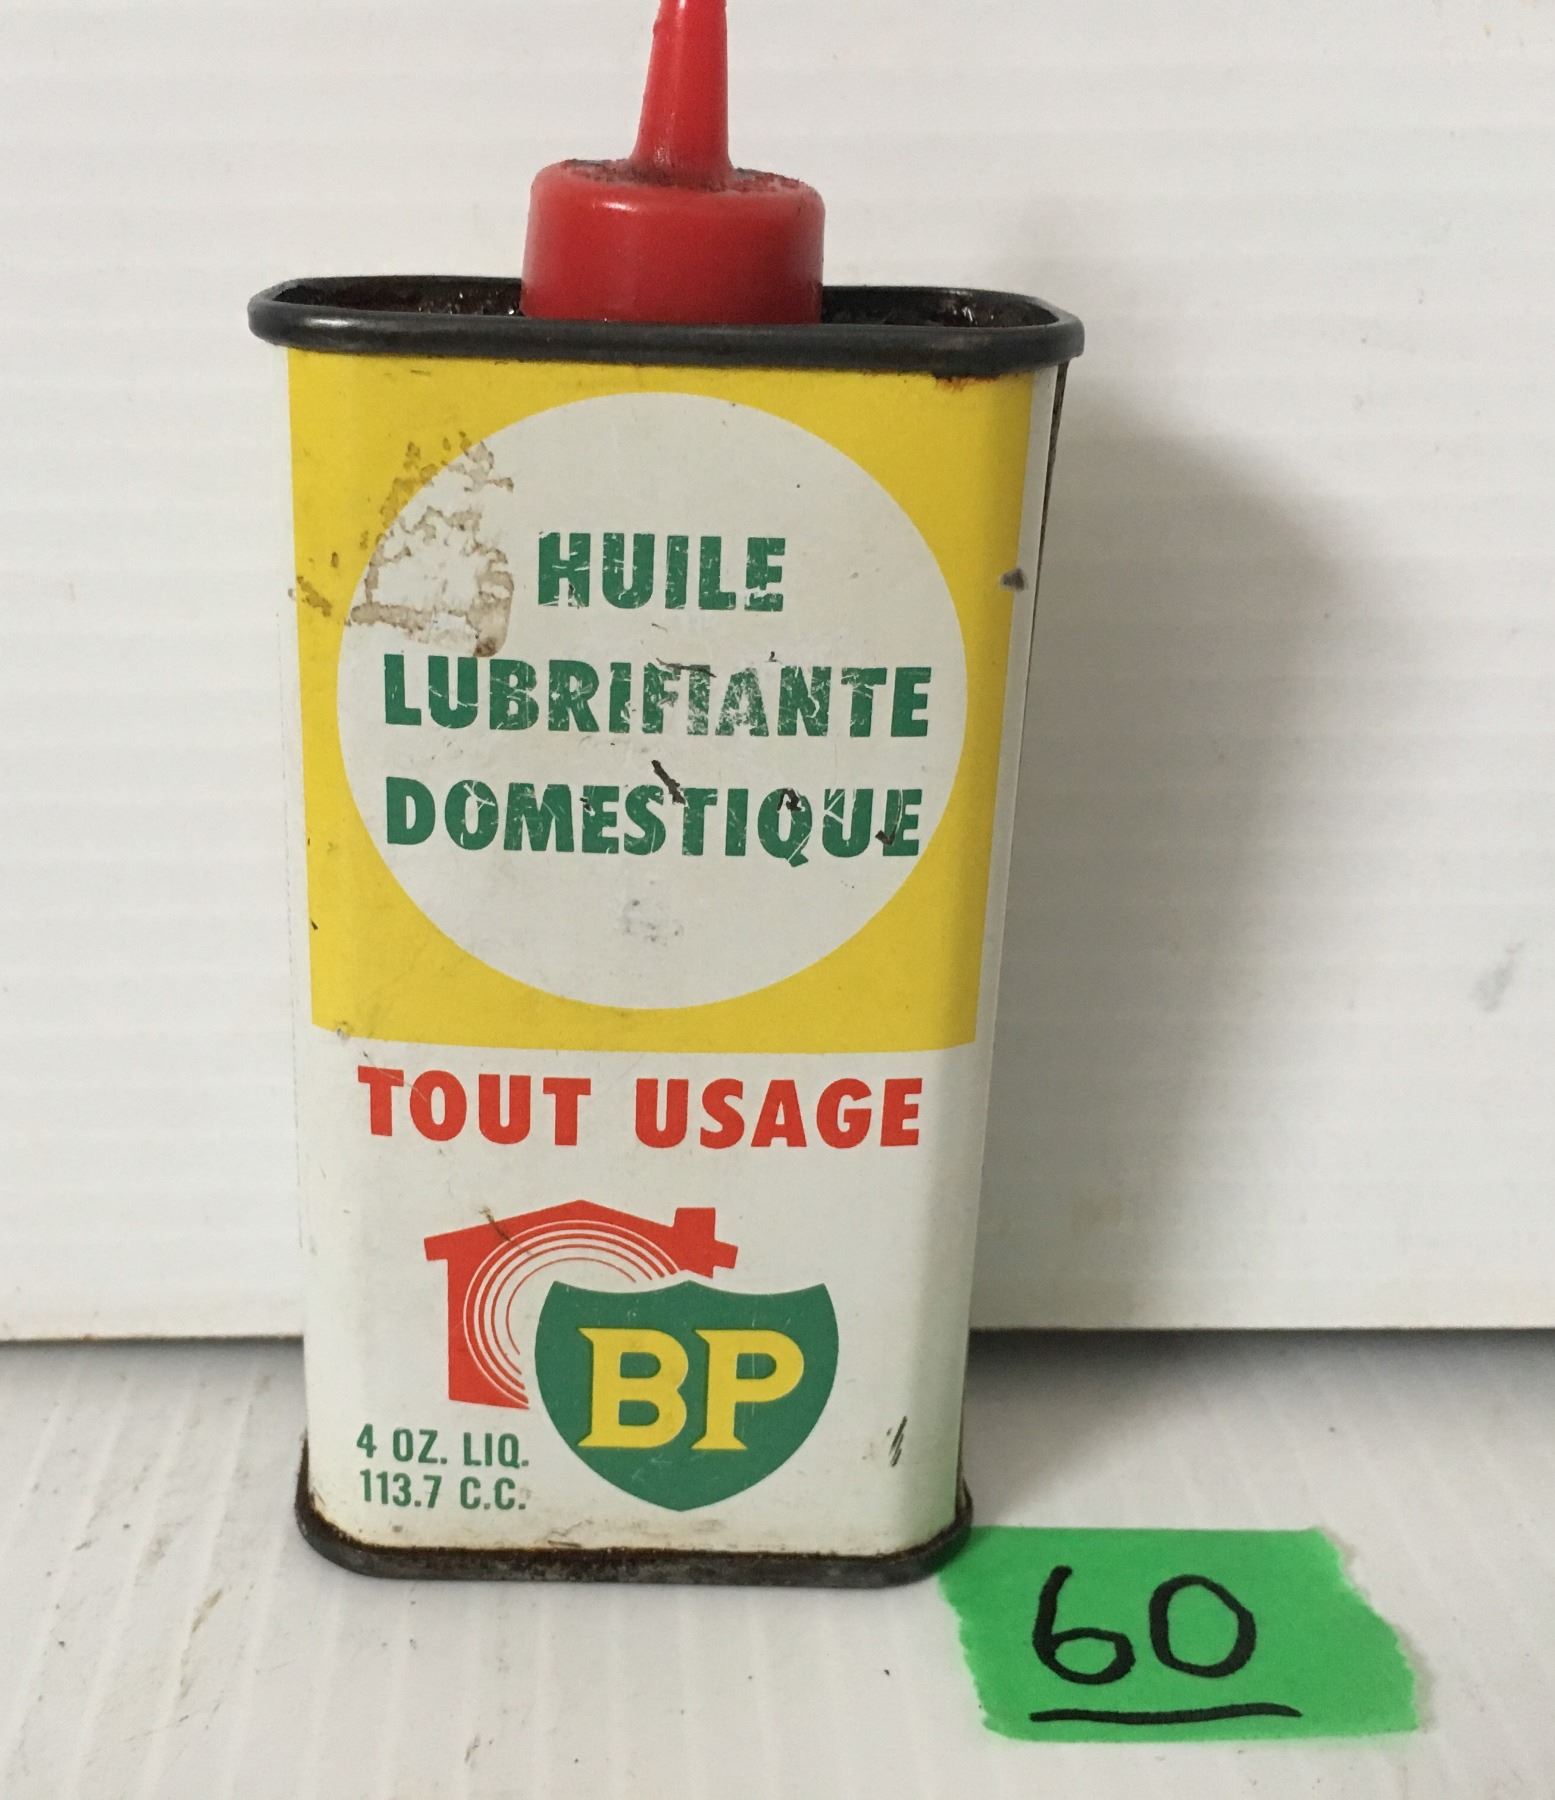 HUILE
LUBRIFIANTE
DOMESTIQUE
TOUT USAGE
BP
4 OZ. LIQ.
113.7 C.C.
60